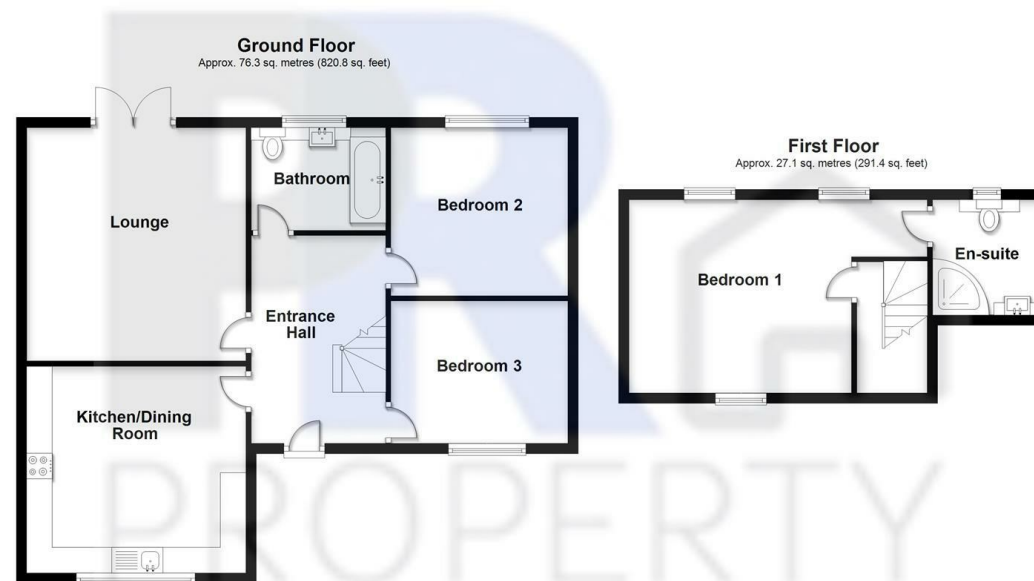 Ground Floor
Approx. 76.3 sq. metres (820.8 sq. feet)
Lounge
Bathroom
Bedroom 2
Entrance
Hall
Bedroom 3
Kitchen/Dining
Room
First Floor
Approx. 27.1 sq. metres (291.4 sq. feet)
Bedroom 1
En-suite
PR
PROPERTY